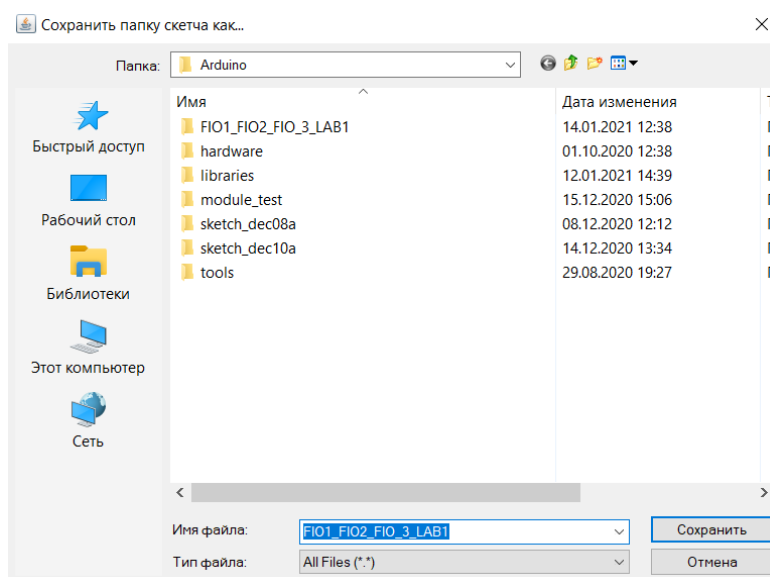 Сохранить папку скетча как...
Папка: Arduino
Имя Дата изменения
FIO1_FIO2_FIO_3_LAB1 14.01.2021 12:38
hardware 01.10.2020 12:38
libraries 12.01.2021 14:39
module_test 15.12.2020 15:06
sketch_dec08a 08.12.2020 12:12
sketch_dec10a 14.12.2020 13:34
tools 29.08.2020 19:27
Быстрый доступ
Рабочий стол
Библиотеки
Этот компьютер
Сеть
Имя файла: FIO1_FIO2_FIO_3_LAB1 Сохранить
Тип файла: All Files (*.*) Отмена